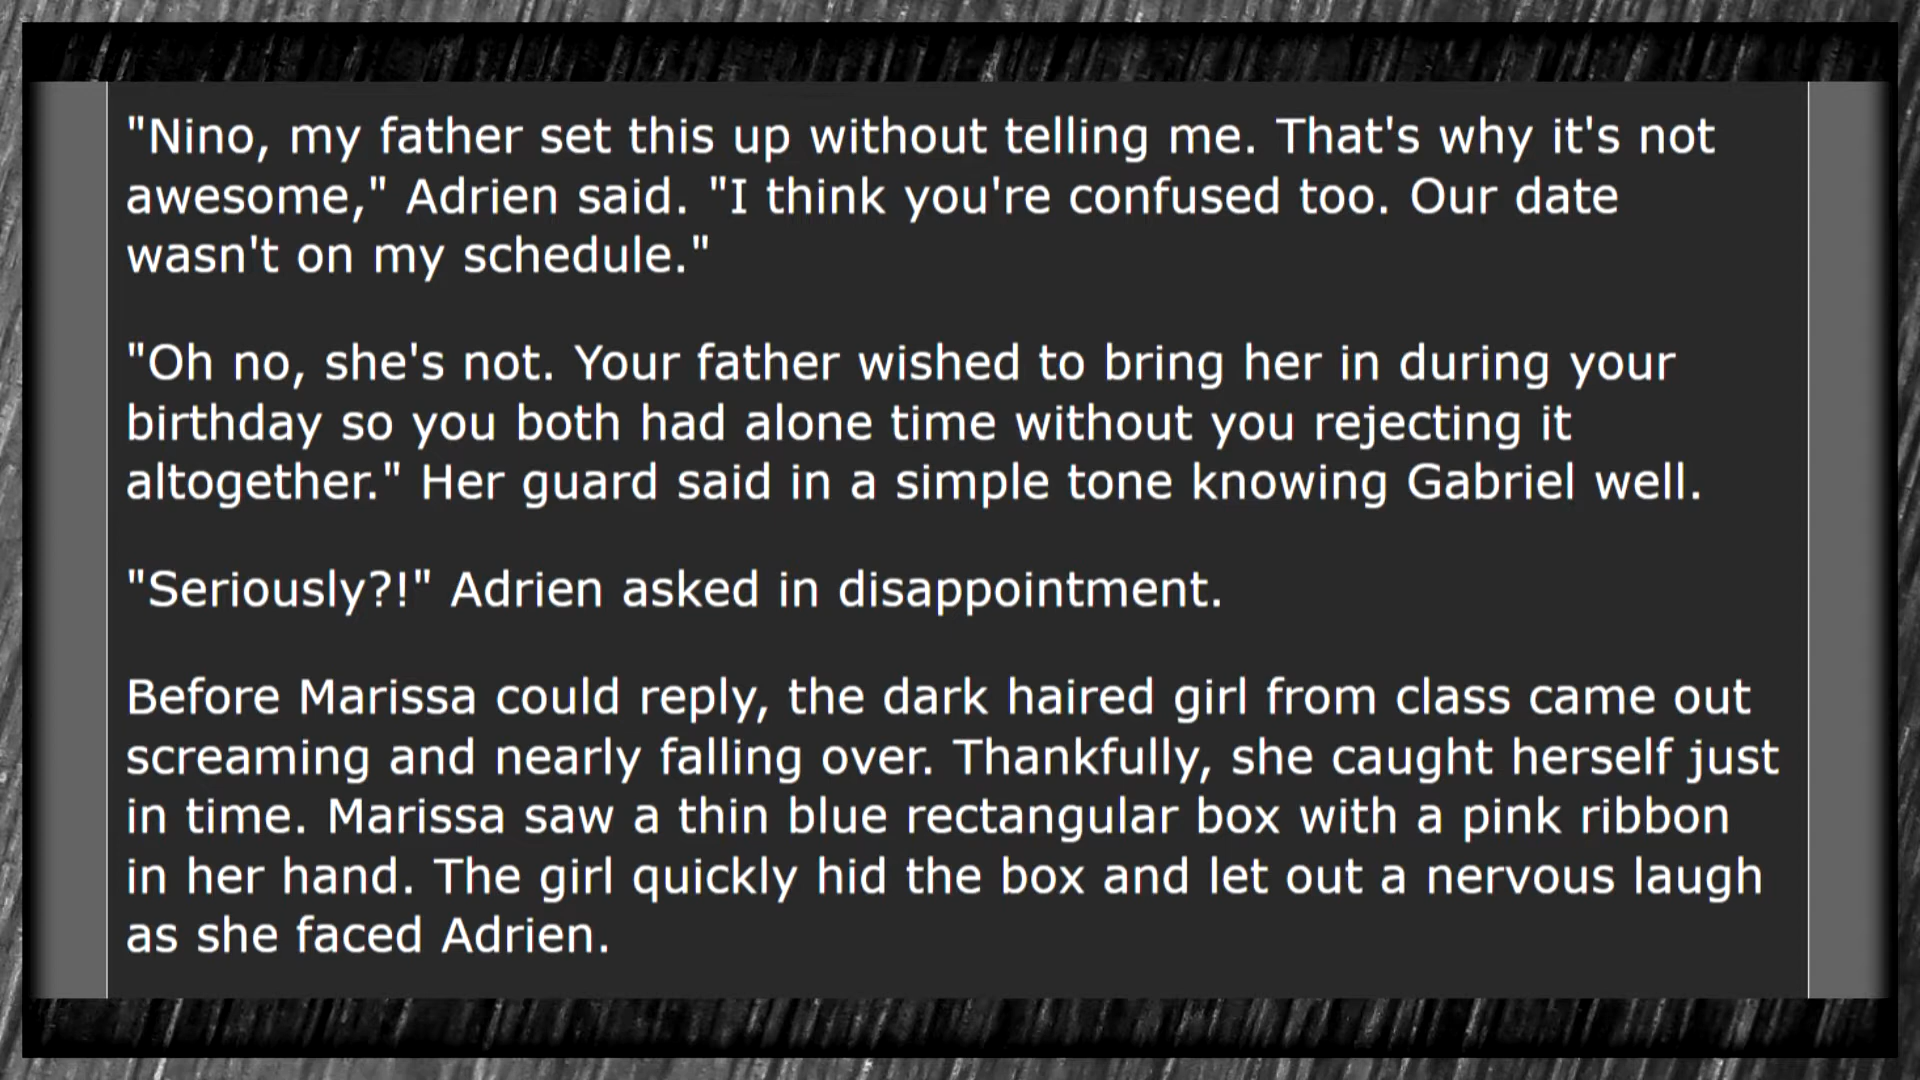 "Nino, my father set this up without telling me. That's why it's not
awesome," Adrien said. "I think you're confused too. Our date
wasn't on my schedule."
"Oh no, she's not. Your father wished to bring her in during your
birthday so you both had alone time without you rejecting it
altogether." Her guard said in a simple tone knowing Gabriel well.
"Seriously?!" Adrien asked in disappointment.
Before Marissa could reply, the dark haired girl from class came out
screaming and nearly falling over. Thankfully, she caught herself just
in time. Marissa saw a thin blue rectangular box with a pink ribbon
in her hand. The girl quickly hid the box and let out a nervous laugh
as she faced Adrien.